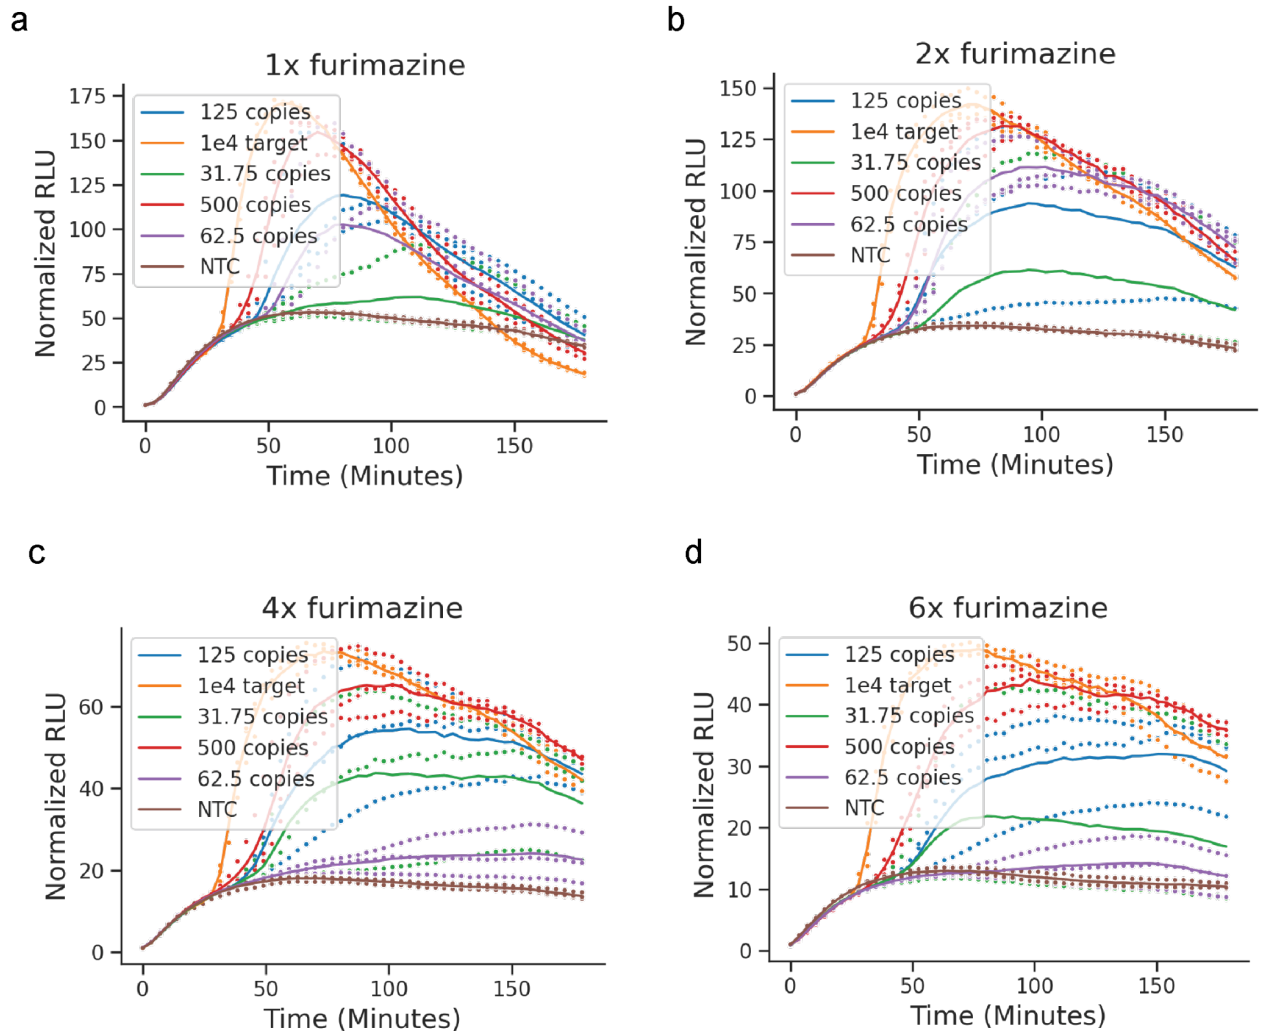 a
1x furimazine
Normalized RLU
175
150
125
100
75
50
25
0
125 copies
1e4 target
31.75 copies
500 copies
62.5 copies
NTC
0 50 100 150
Time (Minutes)
b
2x furimazine
Normalized RLU
150
125
100
75
50
25
0
125 copies
1e4 target
31.75 copies
500 copies
62.5 copies
NTC
0 50 100 150
Time (Minutes)
c
4x furimazine
Normalized RLU
60
40
20
0
125 copies
1e4 target
31.75 copies
500 copies
62.5 copies
NTC
0 50 100 150
Time (Minutes)
d
6x furimazine
Normalized RLU
50
40
30
20
10
0
125 copies
1e4 target
31.75 copies
500 copies
62.5 copies
NTC
0 50 100 150
Time (Minutes)